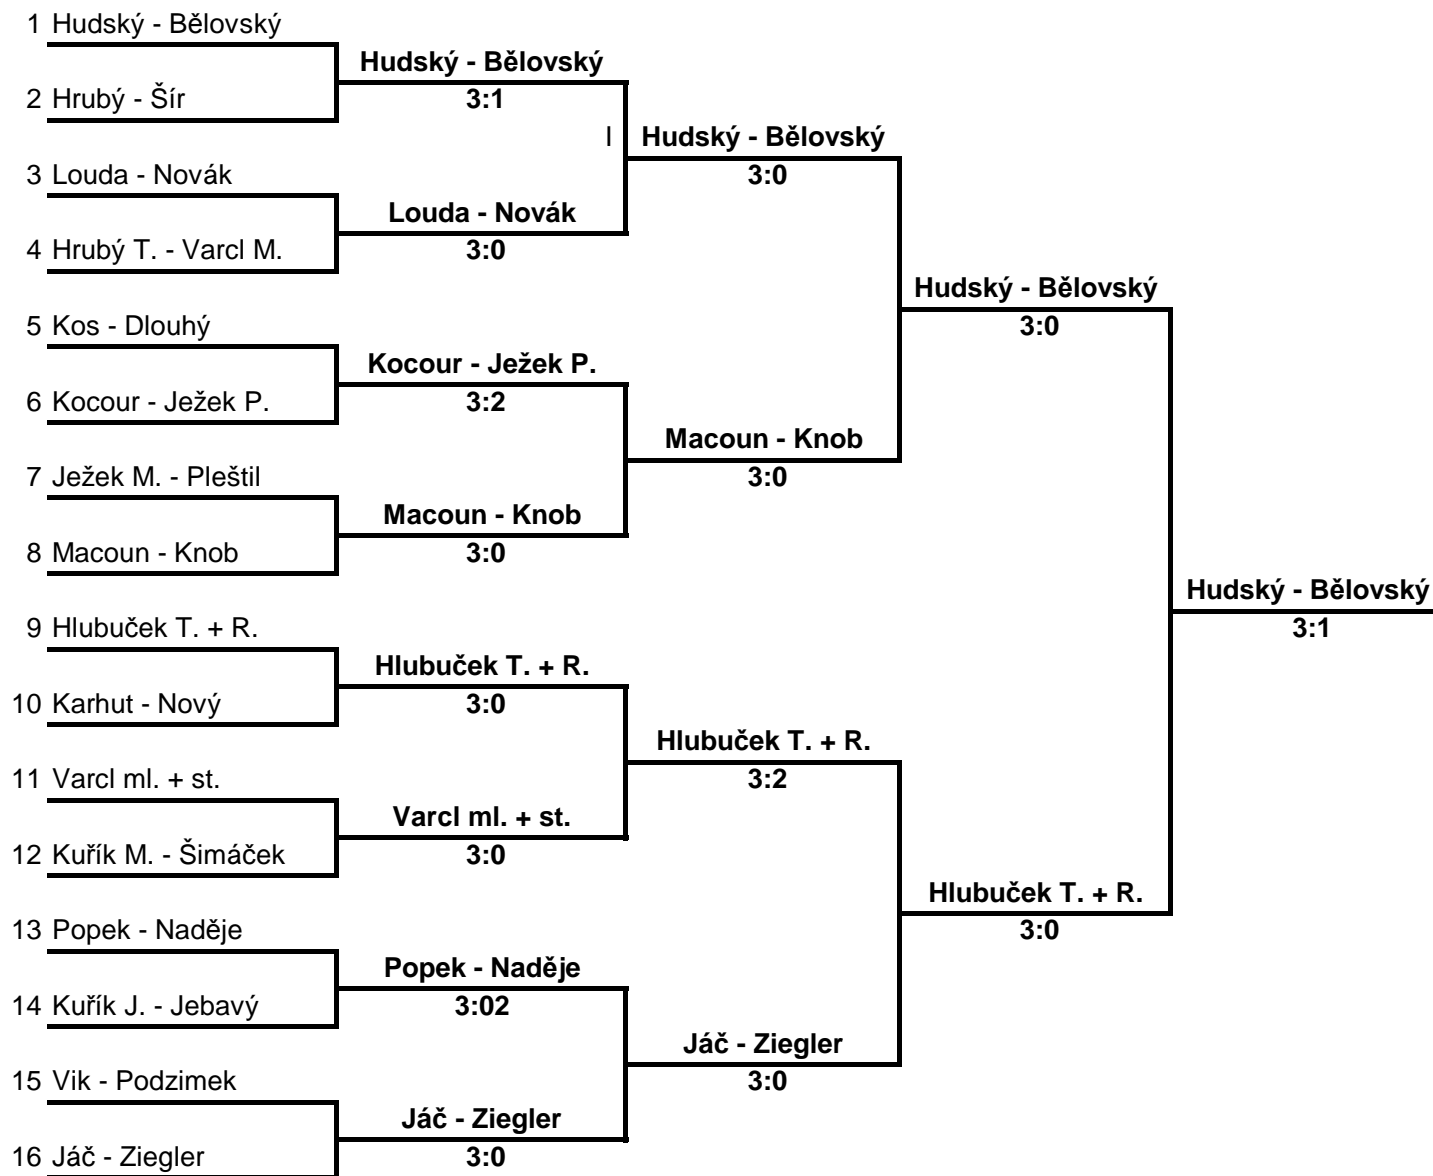 1 Hudský - Bělovský
Hudský - Bělovský
2 Hrubý - Šír
3:1
I
Hudský - Bělovský
3 Louda - Novák
3:0
Louda - Novák
4 Hrubý T. - Varcl M.
3:0
Hudský - Bělovský
5 Kos - Dlouhý
3:0
Kocour - Ježek P.
6 Kocour - Ježek P.
3:2
Macoun - Knob
7 Ježek M. - Pleštil
3:0
Macoun - Knob
8 Macoun - Knob
3:0
Hudský - Bělovský
9 Hlubuček T. + R.
3:1
Hlubuček T. + R.
10 Karhut - Nový
3:0
Hlubuček T. + R.
11 Varcl ml. + st.
3:2
Varcl ml. + st.
12 Kuřík M. - Šimáček
3:0
Hlubuček T. + R.
13 Popek - Naděje
3:0
Popek - Naděje
14 Kuřík J. - Jebavý
3:02
Jáč - Ziegler
15 Vik - Podzimek
3:0
Jáč - Ziegler
16 Jáč - Ziegler
3:0